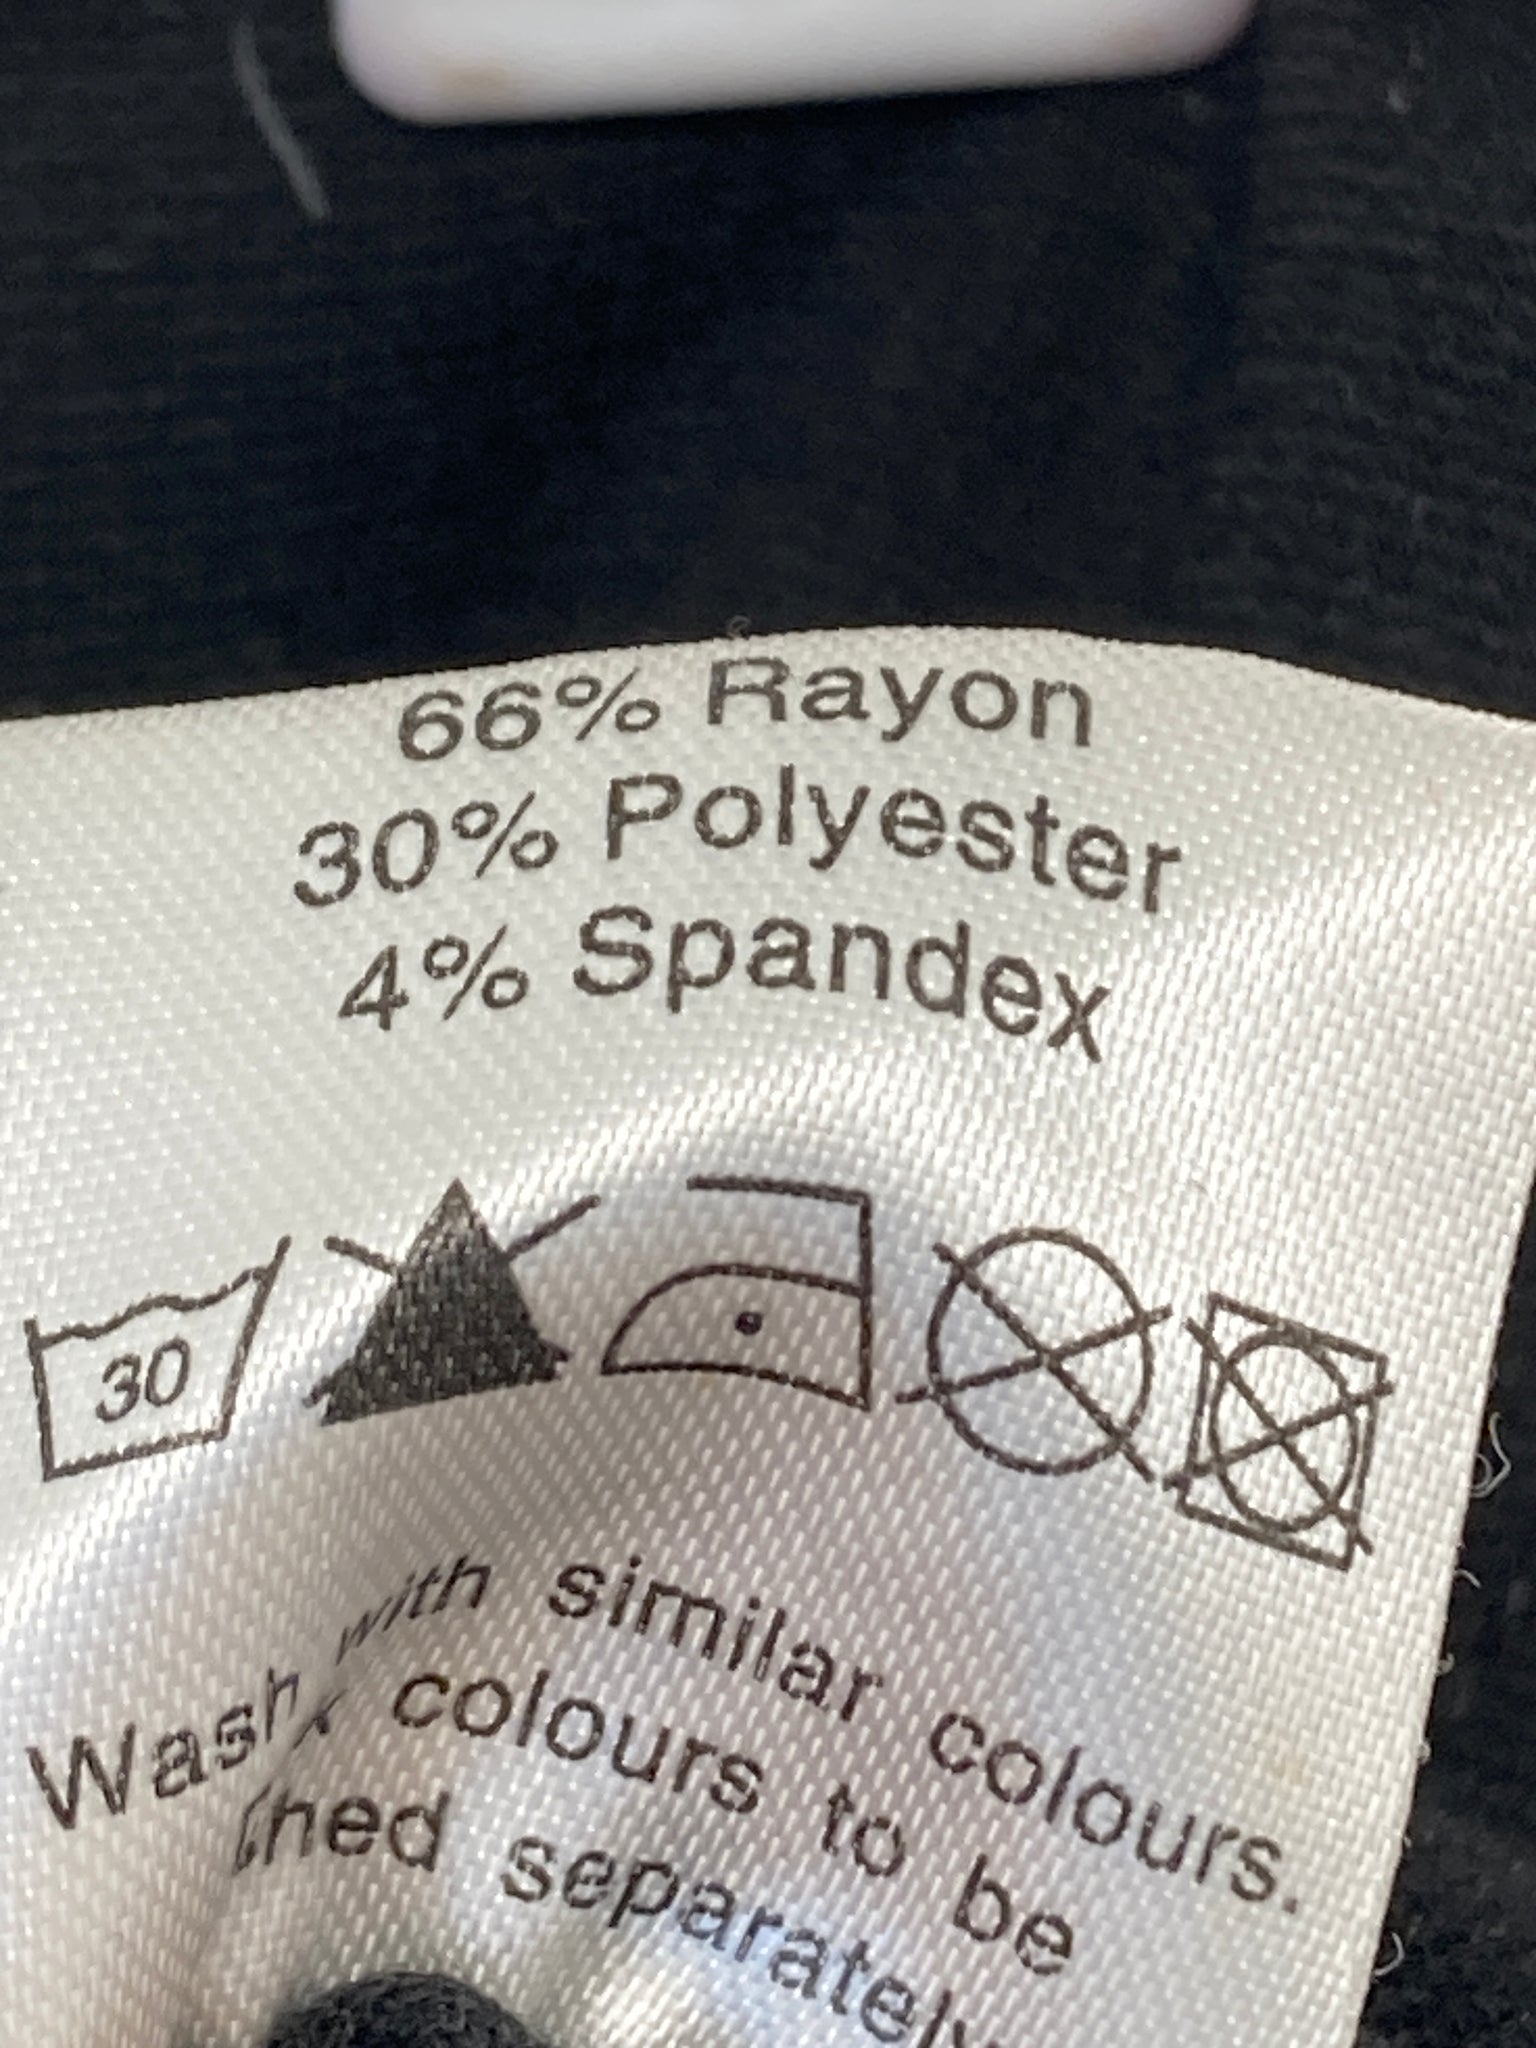 66% Rayon
30% Polyester
4% Spandex
30
Wash with similar colours.
colours to be
separately